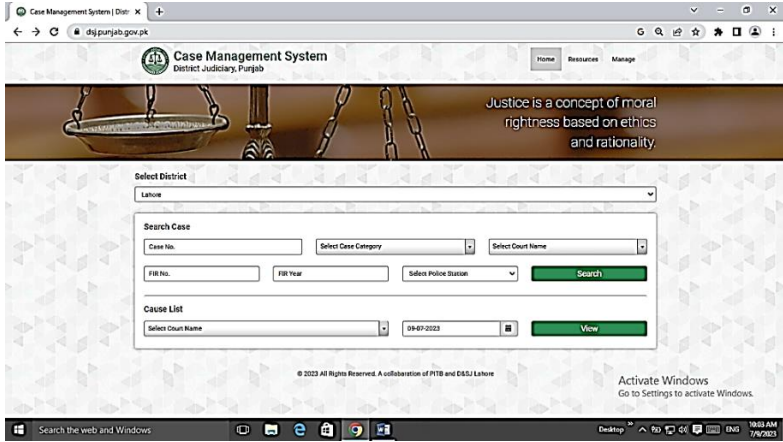 Case Management System | Distr
dsj.punjab.gov.pk
Case Management System
District Judiciary, Punjab
Home Resources Manage
Justice is a concept of moral
rightness based on ethics
and rationality.
Select District
Lahore
Search Case
Case No. Select Case Category Select Court Name
FIR No. FIR Year Select Police Station Search
Cause List
Select Court Name 09-07-2023 View
© 2023 All Rights Reserved. A collaboration of PITB and D&SJ Lahore
Activate Windows
Go to Settings to activate Windows.
Search the web and Windows Desktop ENG 10:03 AM
7/9/2023